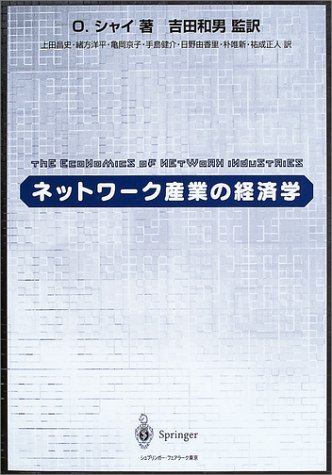 O. シャイ 著 吉田和男 監訳
上田昌史・緒方洋平・亀岡京子・手島健介・日野由香里・朴唯新・祐成正人 訳
THE ECONOMICS OF NETWORK INDUSTRIES
ネットワーク産業の経済学
Springer
シュプリンガー・フェアラーク東京